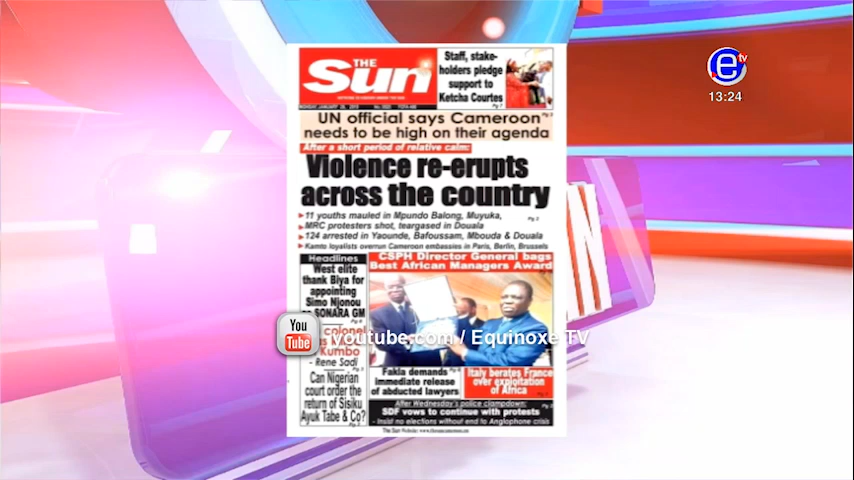 THE
Sun
Staff, stake-
holders pledge
support to
Ketcha Courtes
MONDAY, JANUARY 28, 2019
UN official says Cameroon
needs to be high on their agenda
After a short period of relative calm:
Violence re-erupts
across the country
11 youths mauled in Mpundo Balong, Muyuka,
MRC protesters shot, teargased in Douala
124 arrested in Yaounde, Bafoussam, Mbouda & Douala
Kamto loyalists overrun Cameroon embassies in Paris, Berlin, Brussels
Headlines
West elite
thank Biya for
appointing
Simo Njonou
SONARA GM
colonel
Kumbo
- Rene Sadi
Can Nigerian
court order the
return of Sisiku
Ayuk Tabe & Co?
CSPH Director General bags
Best African Managers Award
Fakla demands
immediate release
of abducted lawyers
Italy berates France
over exploitation
of Africa
After Wednesday's police clampdown:
SDF vows to continue with protests
- Insist no elections without end to Anglophone crisis
You
Tube
youtube.com / Equinoxe TV
e tv
13:24
N